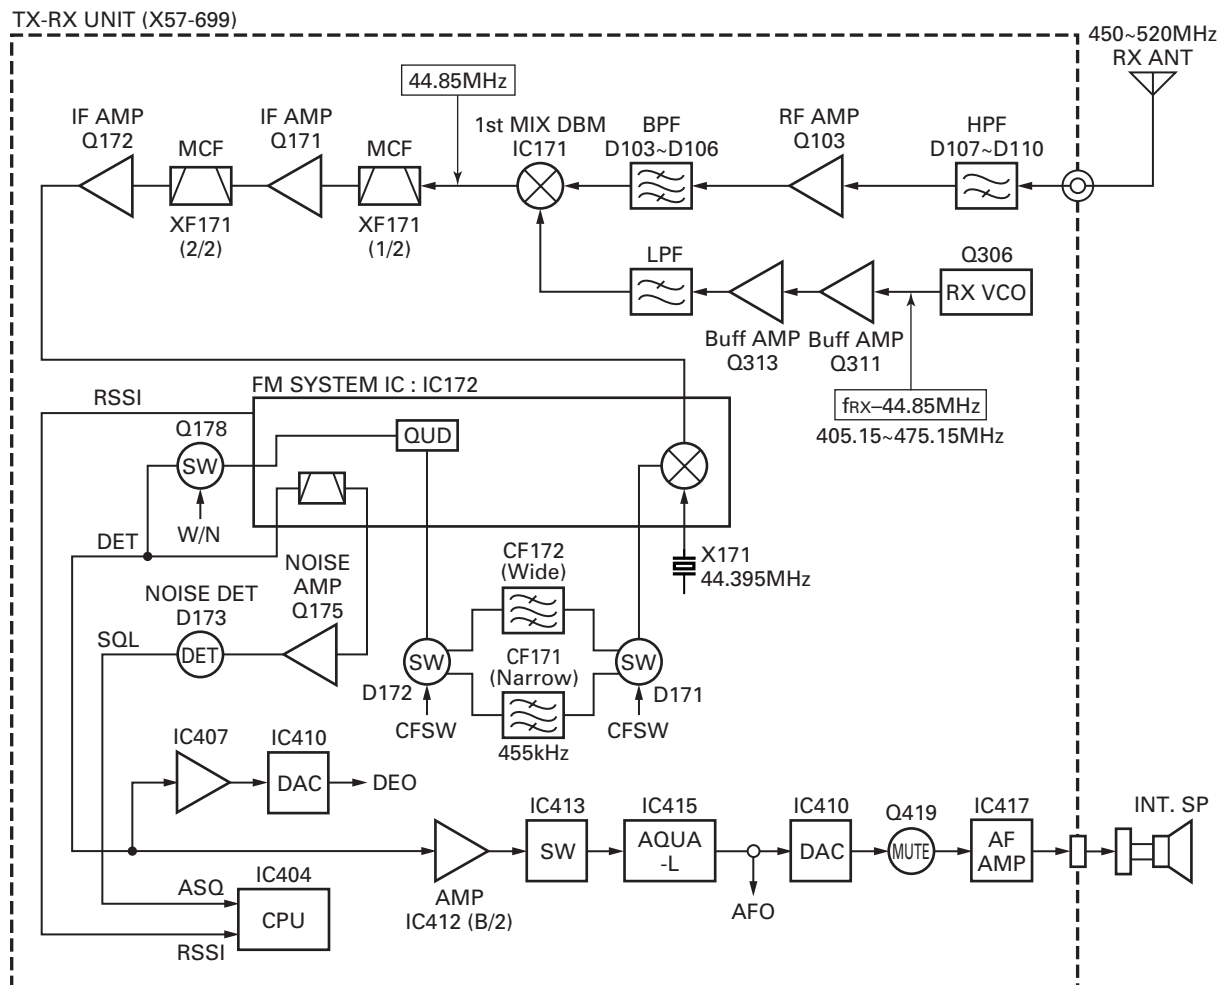 TX-RX UNIT (X57-699)
450~520MHz
RX ANT
44.85MHz
IF AMP
Q172
MCF
XF171
(2/2)
IF AMP
Q171
MCF
XF171
(1/2)
1st MIX DBM
IC171
BPF
D103~D106
RF AMP
Q103
HPF
D107~D110
LPF
Buff AMP
Q313
Buff AMP
Q311
Q306
RX VCO
fRX–44.85MHz
405.15~475.15MHz
FM SYSTEM IC : IC172
RSSI
Q178
SW
W/N
QUD
DET
X171
44.395MHz
NOISE
AMP
Q175
NOISE DET
D173
DET
SQL
CF172
(Wide)
CF171
(Narrow)
455kHz
SW
D172
CFSW
SW
D171
CFSW
IC407
IC410
DAC
DEO
AMP
IC412 (B/2)
IC413
SW
IC415
AQUA
-L
AFO
IC410
DAC
Q419
MUTE
IC417
AF
AMP
INT. SP
ASQ
RSSI
IC404
CPU